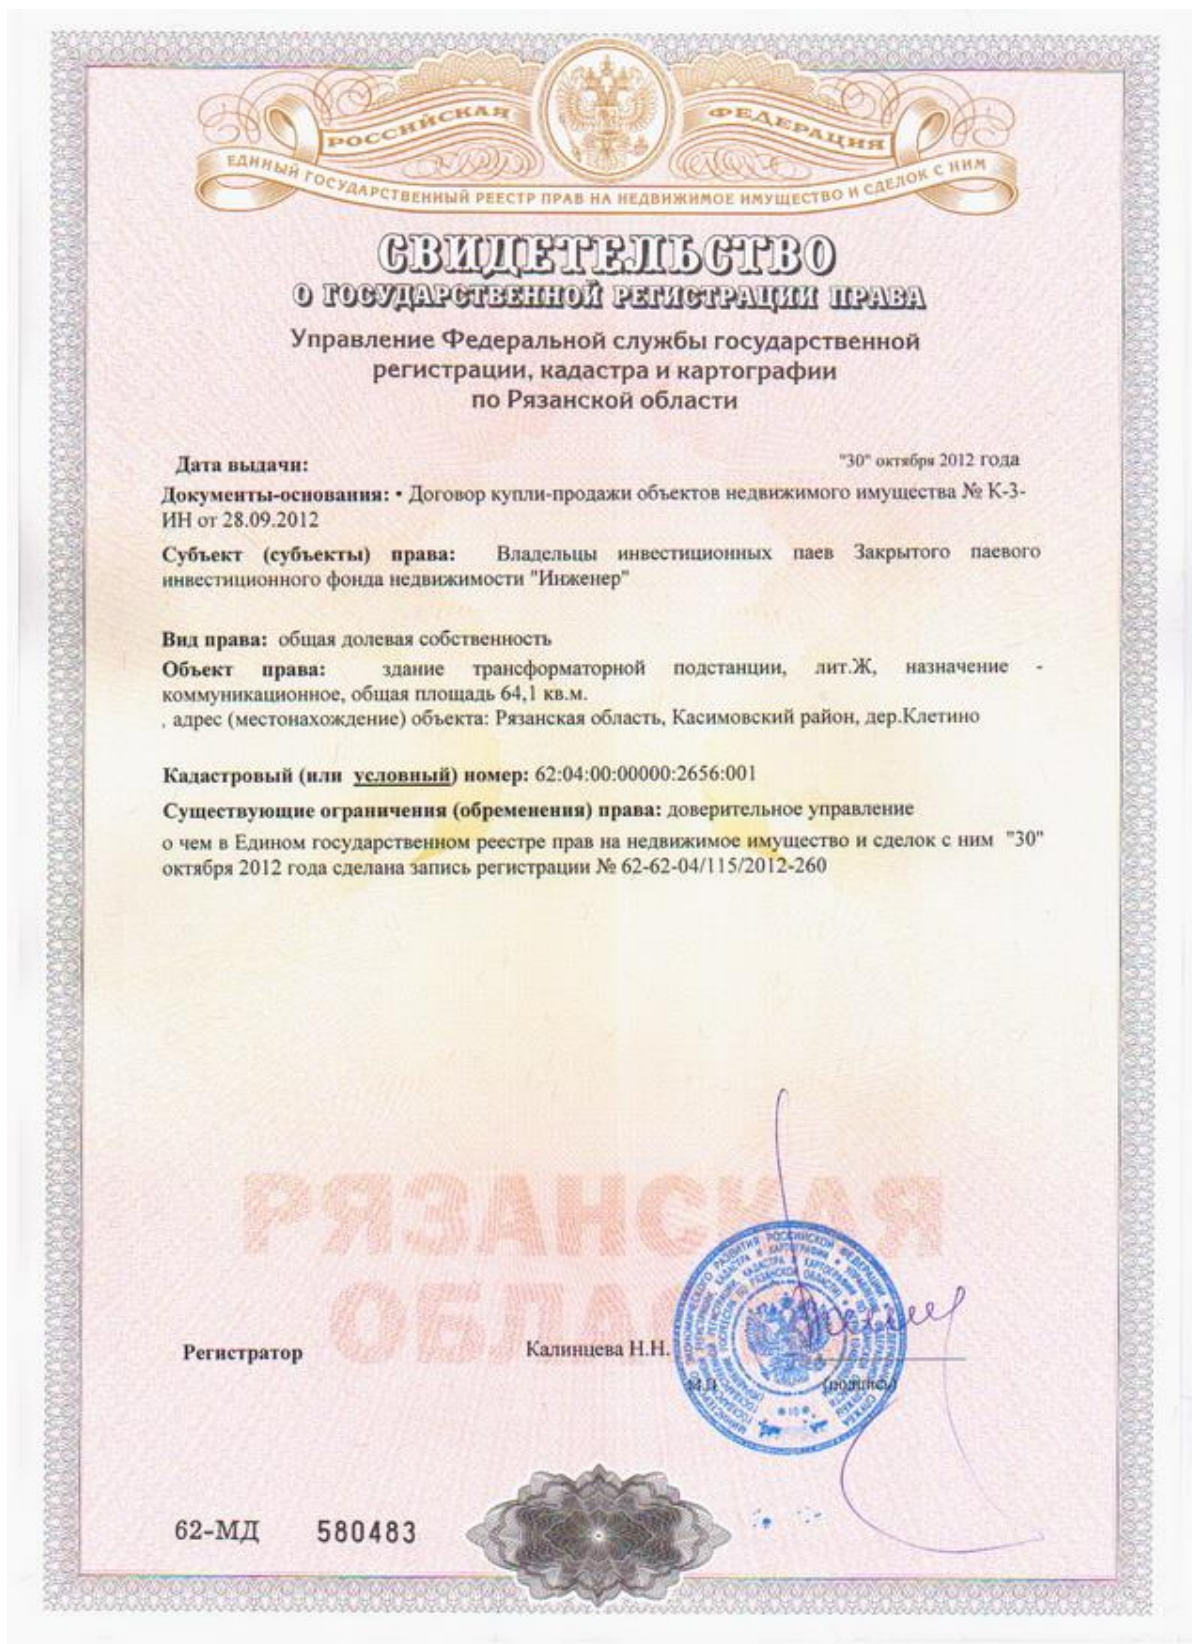 РОССИЙСКАЯ ФЕДЕРАЦИЯ
ЕДИНЫЙ ГОСУДАРСТВЕННЫЙ РЕЕСТР ПРАВ НА НЕДВИЖИМОЕ ИМУЩЕСТВО И СДЕЛОК С НИМ
СВИДЕТЕЛЬСТВО
О ГОСУДАРСТВЕННОЙ РЕГИСТРАЦИИ ПРАВА
Управление Федеральной службы государственной
регистрации, кадастра и картографии
по Рязанской области
Дата выдачи: "30" октября 2012 года
Документы-основания: • Договор купли-продажи объектов недвижимого имущества № К-3-
ИН от 28.09.2012
Субъект (субъекты) права: Владельцы инвестиционных паев Закрытого паевого
инвестиционного фонда недвижимости "Инженер"
Вид права: общая долевая собственность
Объект права: здание трансформаторной подстанции, лит.Ж, назначение -
коммуникационное, общая площадь 64,1 кв.м.
, адрес (местонахождение) объекта: Рязанская область, Касимовский район, дер.Клетино
Кадастровый (или условный) номер: 62:04:00:00000:2656:001
Существующие ограничения (обременения) права: доверительное управление
о чем в Едином государственном реестре прав на недвижимое имущество и сделок с ним "30"
октября 2012 года сделана запись регистрации № 62-62-04/115/2012-260
РЯЗАНСКАЯ
ОБЛА
Регистратор Калинцева Н.Н.
М.П. (подпись)
62-МД 580483